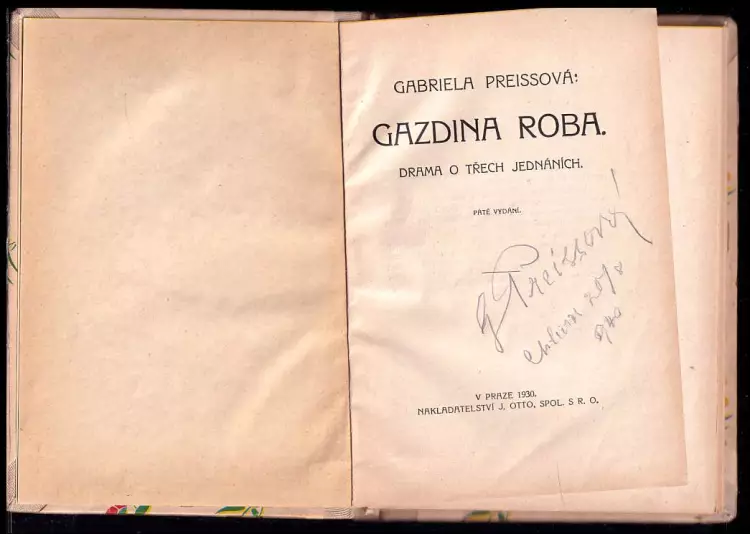 GABRIELA PREISSOVÁ:
GAZDINA ROBA.
DRAMA O TŘECH JEDNÁNÍCH.
PÁTÉ VYDÁNÍ.
G Preissová
V PRAZE 1930.
NAKLADATELSTVÍ J. OTTO, SPOL. S R. O.